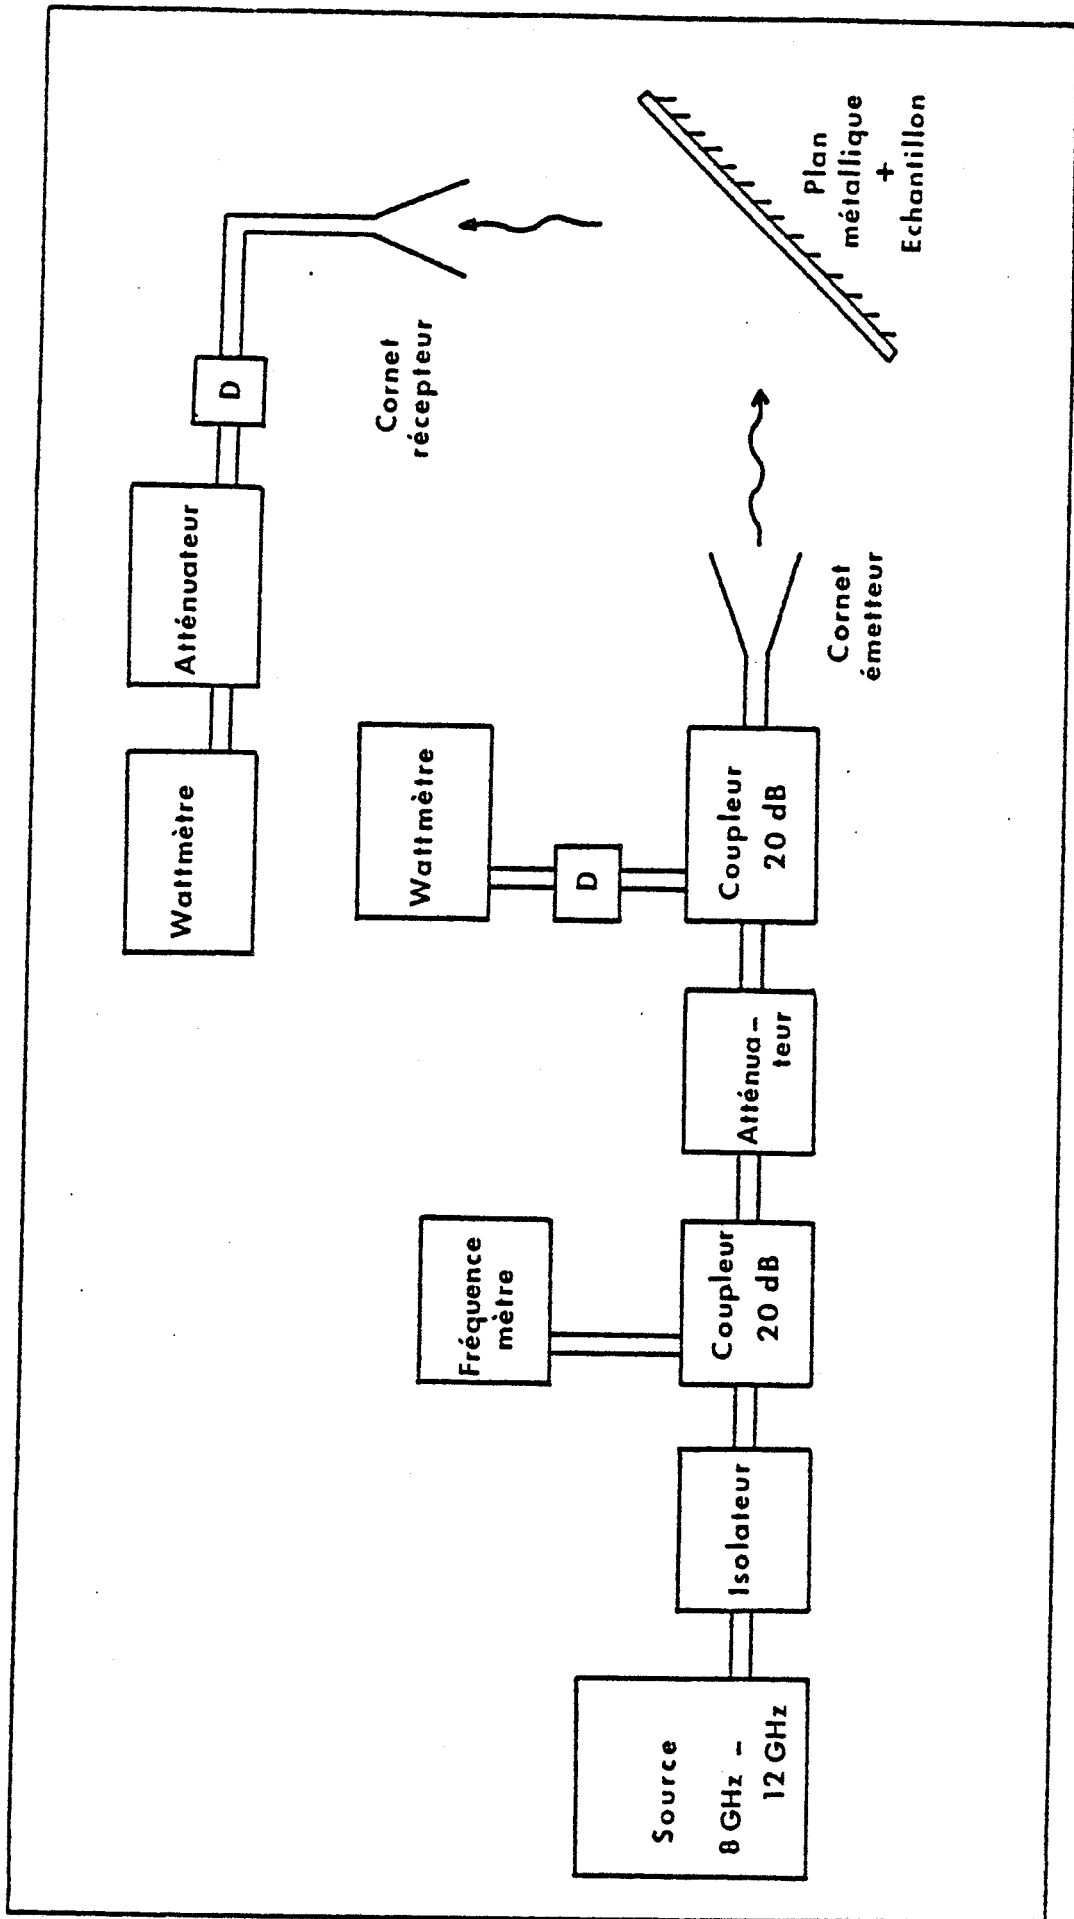 Wattmètre
Atténuateur
D
Cornet
récepteur
Plan
métallique
+
Echantillon
Fréquence
mètre
Wattmètre
D
Source
8 GHz –
12 GHz
Isolateur
Coupleur
20 dB
Atténua–
teur
Coupleur
20 dB
Cornet
émetteur